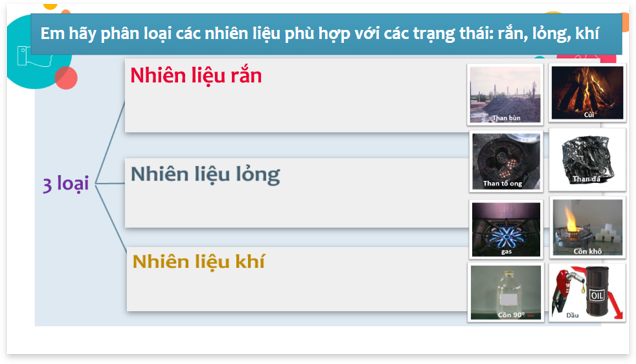 Em hãy phân loại các nhiên liệu phù hợp với các trạng thái: rắn, lỏng, khí
3 loại
Nhiên liệu rắn
Nhiên liệu lỏng
Nhiên liệu khí
Than bùn
Củi
Than tổ ong
Than đá
gas
Cồn khô
Cồn 90°
Dầu
OIL